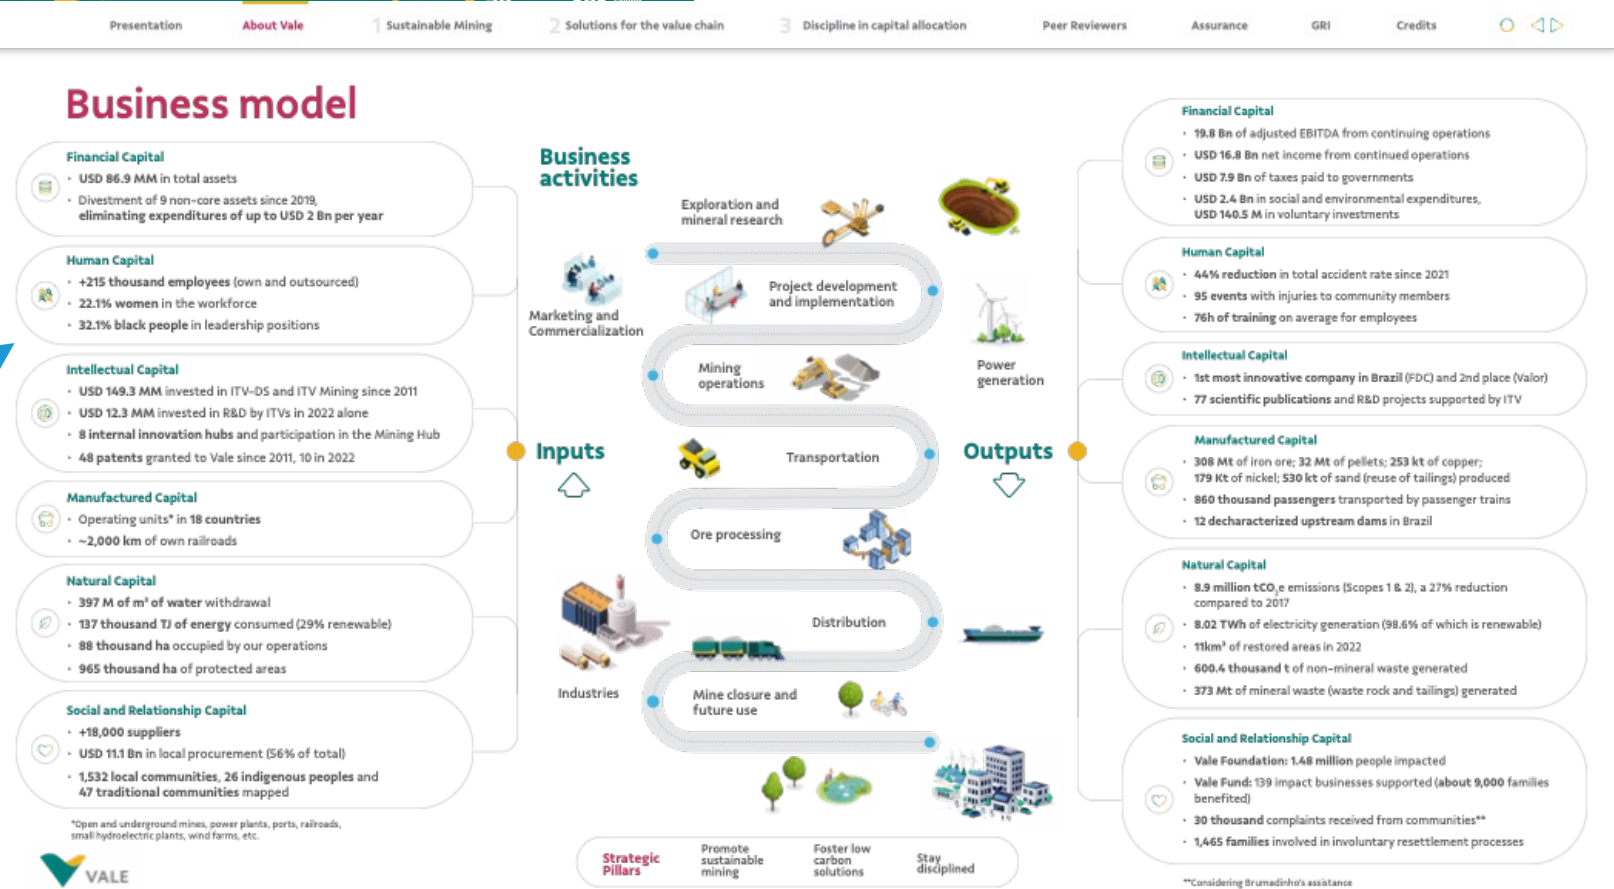 Presentation
About Vale
1 Sustainable Mining
2 Solutions for the value chain
3 Discipline in capital allocation
Peer Reviewers
Assurance
GRI
Credits
Business model
Financial Capital
· USD 86.9 MM in total assets
· Divestment of 9 non-core assets since 2019,
eliminating expenditures of up to USD 2 Bn per year
Human Capital
· +215 thousand employees (own and outsourced)
· 22.1% women in the workforce
· 32.1% black people in leadership positions
Intellectual Capital
· USD 149.3 MM invested in ITV-DS and ITV Mining since 2011
· USD 12.3 MM invested in R&D by ITVs in 2022 alone
· 8 internal innovation hubs and participation in the Mining Hub
· 48 patents granted to Vale since 2011, 10 in 2022
Manufactured Capital
· Operating units* in 18 countries
· ~2,000 km of own railroads
Natural Capital
· 397 M of m³ of water withdrawal
· 137 thousand TJ of energy consumed (29% renewable)
· 88 thousand ha occupied by our operations
· 965 thousand ha of protected areas
Social and Relationship Capital
· +18,000 suppliers
· USD 11.1 Bn in local procurement (56% of total)
· 1,532 local communities, 26 indigenous peoples and
47 traditional communities mapped
*Open and underground mines, power plants, ports, railroads,
small hydroelectric plants, wind farms, etc.
VALE
Inputs
Business
activities
Exploration and
mineral research
Project development
and implementation
Marketing and
Commercialization
Mining
operations
Power
generation
Transportation
Ore processing
Distribution
Industries
Mine closure and
future use
Strategic
Pillars
Promote
sustainable
mining
Foster low
carbon
solutions
Stay
disciplined
Outputs
Financial Capital
· 19.8 Bn of adjusted EBITDA from continuing operations
· USD 16.8 Bn net income from continued operations
· USD 7.9 Bn of taxes paid to governments
· USD 2.4 Bn in social and environmental expenditures,
USD 140.5 M in voluntary investments
Human Capital
· 44% reduction in total accident rate since 2021
· 95 events with injuries to community members
· 76h of training on average for employees
Intellectual Capital
· 1st most innovative company in Brazil (FDC) and 2nd place (Valor)
· 77 scientific publications and R&D projects supported by ITV
Manufactured Capital
· 308 Mt of iron ore; 32 Mt of pellets; 253 kt of copper;
179 Kt of nickel; 530 kt of sand (reuse of tailings) produced
· 860 thousand passengers transported by passenger trains
· 12 decharacterized upstream dams in Brazil
Natural Capital
· 8.9 million tCO₂e emissions (Scopes 1 & 2), a 27% reduction
compared to 2017
· 8.02 TWh of electricity generation (98.6% of which is renewable)
· 11km² of restored areas in 2022
· 600.4 thousand t of non-mineral waste generated
· 373 Mt of mineral waste (waste rock and tailings) generated
Social and Relationship Capital
· Vale Foundation: 1.48 million people impacted
· Vale Fund: 139 impact businesses supported (about 9,000 families
benefited)
· 30 thousand complaints received from communities**
· 1,465 families involved in involuntary resettlement processes
**Considering Brumadinho's assistance